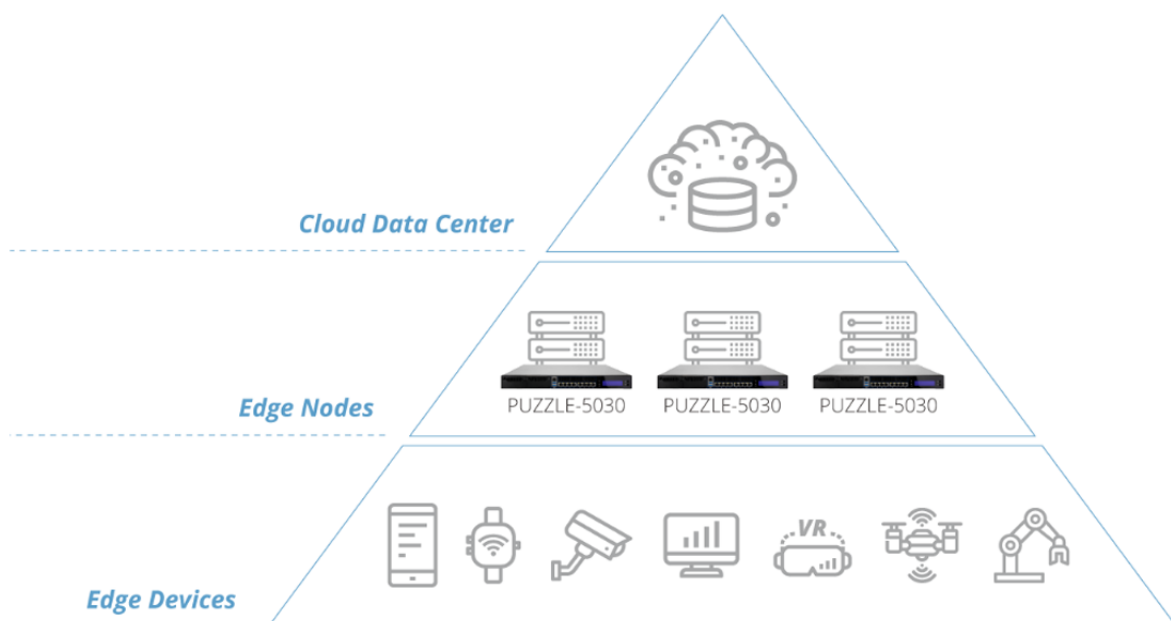 Cloud Data Center
Edge Nodes
PUZZLE-5030 PUZZLE-5030 PUZZLE-5030
VR
Edge Devices